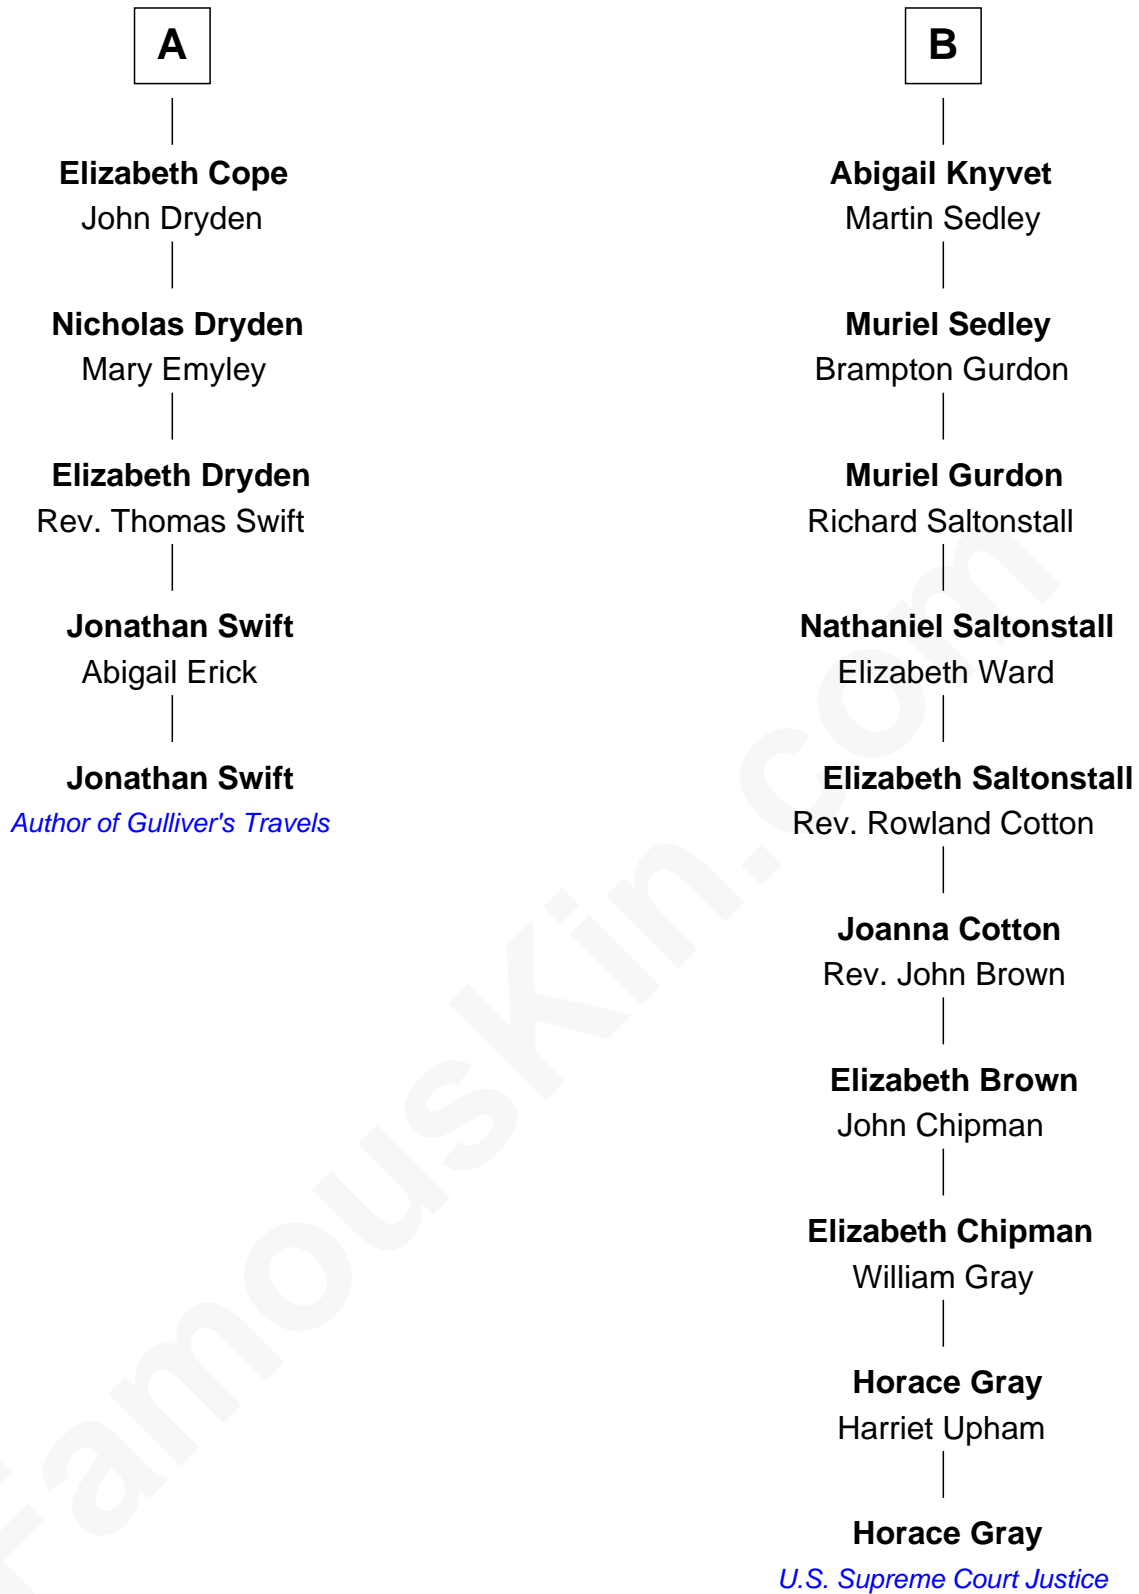 A
Elizabeth Cope
John Dryden
Nicholas Dryden
Mary Emyley
Elizabeth Dryden
Rev. Thomas Swift
Jonathan Swift
Abigail Erick
Jonathan Swift
Author of Gulliver's Travels
B
Abigail Knyvet
Martin Sedley
Muriel Sedley
Brampton Gurdon
Muriel Gurdon
Richard Saltonstall
Nathaniel Saltonstall
Elizabeth Ward
Elizabeth Saltonstall
Rev. Rowland Cotton
Joanna Cotton
Rev. John Brown
Elizabeth Brown
John Chipman
Elizabeth Chipman
William Gray
Horace Gray
Harriet Upham
Horace Gray
U.S. Supreme Court Justice
FamousKin.com